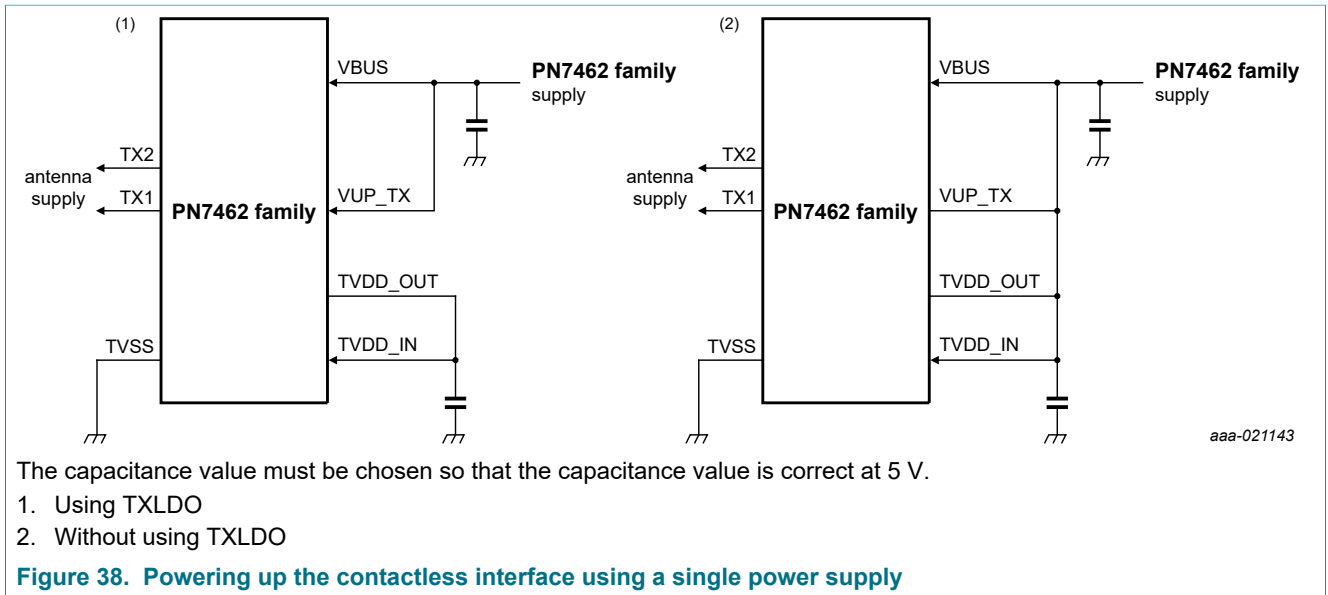 (1)
VBUS
PN7462 family
supply
TX2
antenna
supply
TX1
PN7462 family
VUP_TX
TVDD_OUT
TVSS
TVDD_IN
(2)
VBUS
PN7462 family
supply
TX2
antenna
supply
TX1
PN7462 family
VUP_TX
TVDD_OUT
TVSS
TVDD_IN
aaa-021143
The capacitance value must be chosen so that the capacitance value is correct at 5 V.
1. Using TXLDO
2. Without using TXLDO
Figure 38. Powering up the contactless interface using a single power supply